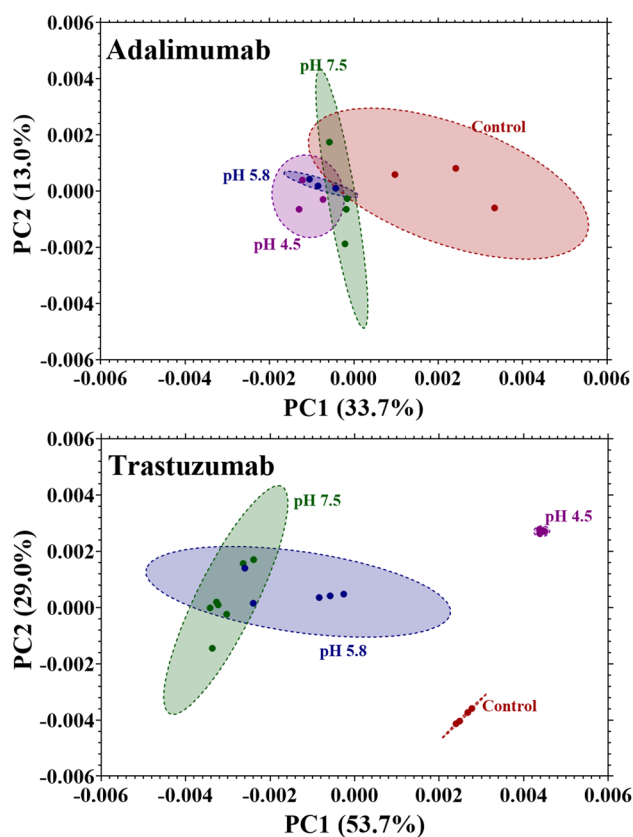 0.006
Adalimumab
pH 7.5
0.004
0.002
Control
0.000
pH 5.8
-0.002
pH 4.5
-0.004
-0.006
PC2 (13.0%)
-0.006 -0.004 -0.002 0.000 0.002 0.004 0.006
PC1 (33.7%)
0.006
Trastuzumab
pH 7.5
0.004
pH 4.5
0.002
0.000
pH 5.8
-0.002
Control
-0.004
-0.006
PC2 (29.0%)
-0.006 -0.004 -0.002 0.000 0.002 0.004 0.006
PC1 (53.7%)